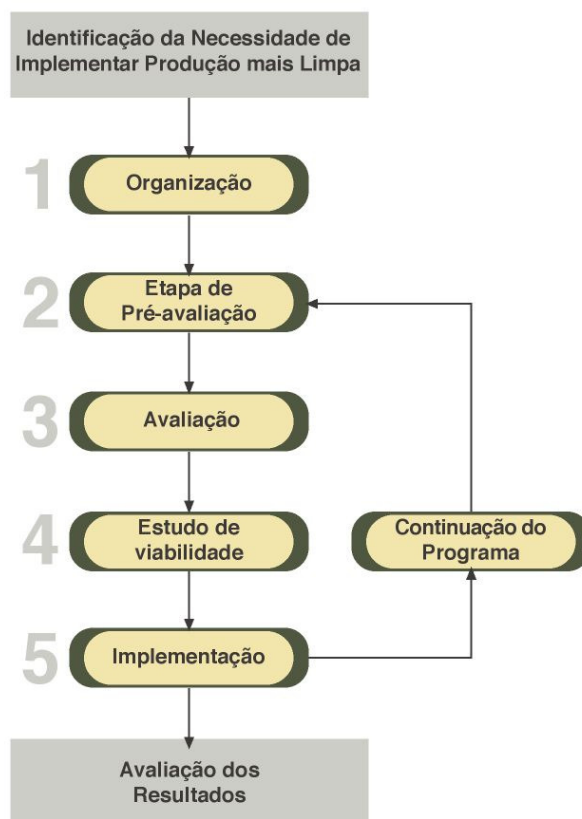 Identificação da Necessidade de
Implementar Produção mais Limpa
1
Organização
2
Etapa de
Pré-avaliação
3
Avaliação
4
Estudo de
viabilidade
Continuação do
Programa
5
Implementação
Avaliação dos
Resultados